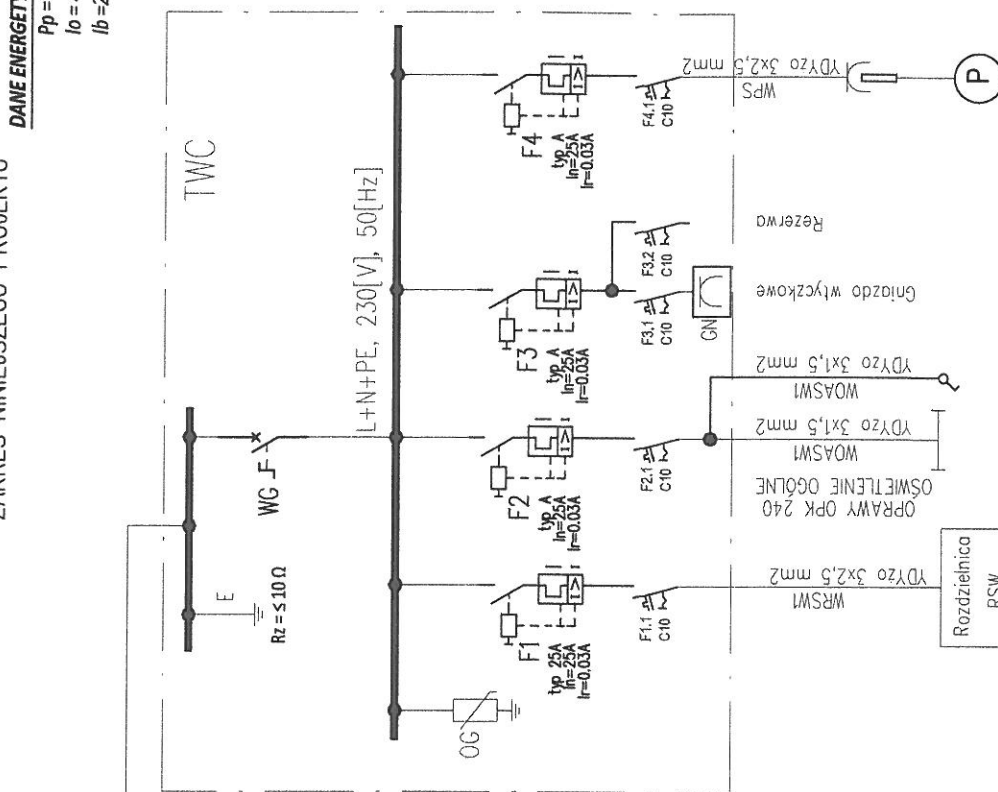 ZAKRES NINIEJSZEGO PROJEKTU
DANE ENERGETY
Pp=
Io=
Ib=2
TWC
E
Rz=≤10 Ω
WG
L+N+PE, 230[V], 50[Hz]
OG
F1
typ 25A
In=25A
Ir=0.03A
F2
typ A
In=25A
Ir=0.03A
F3
typ A
In=25A
Ir=0.03A
F4
typ A
In=25A
Ir=0.03A
F1.1
C10
F2.1
C10
F3.1
C10
F3.2
C10
F4.1
C10
GN
WRSW1
YDYżo 3x2,5 mm2
OPRAWY OPK 240
OŚWIETLENIE OGÓLNE
WOASW1
YDYżo 3x1,5 mm2
WOASW1
YDYżo 3x1,5 mm2
Gniazdo wtyczkowe
Rezerwa
WPS
YDYżo 3x2,5 mm2
P
Rozdzielnica
RSW